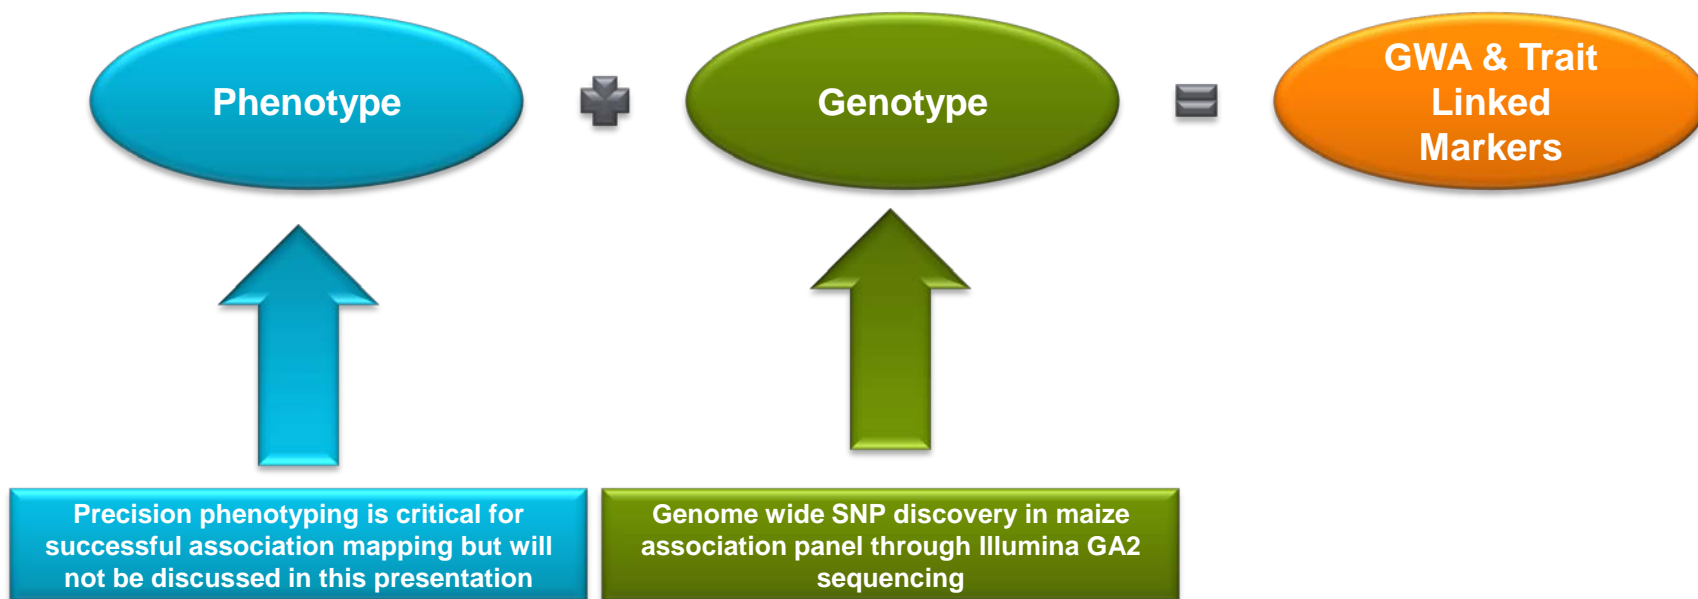 Phenotype
Genotype
GWA & Trait
Linked
Markers
Precision phenotyping is critical for
successful association mapping but will
not be discussed in this presentation
Genome wide SNP discovery in maize
association panel through Illumina GA2
sequencing